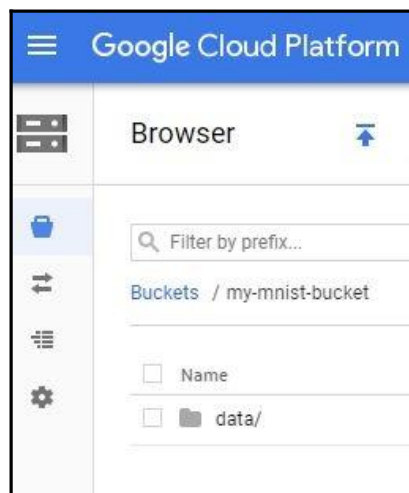 Google Cloud Platform
Browser
Filter by prefix...
Buckets / my-mnist-bucket
Name
data/